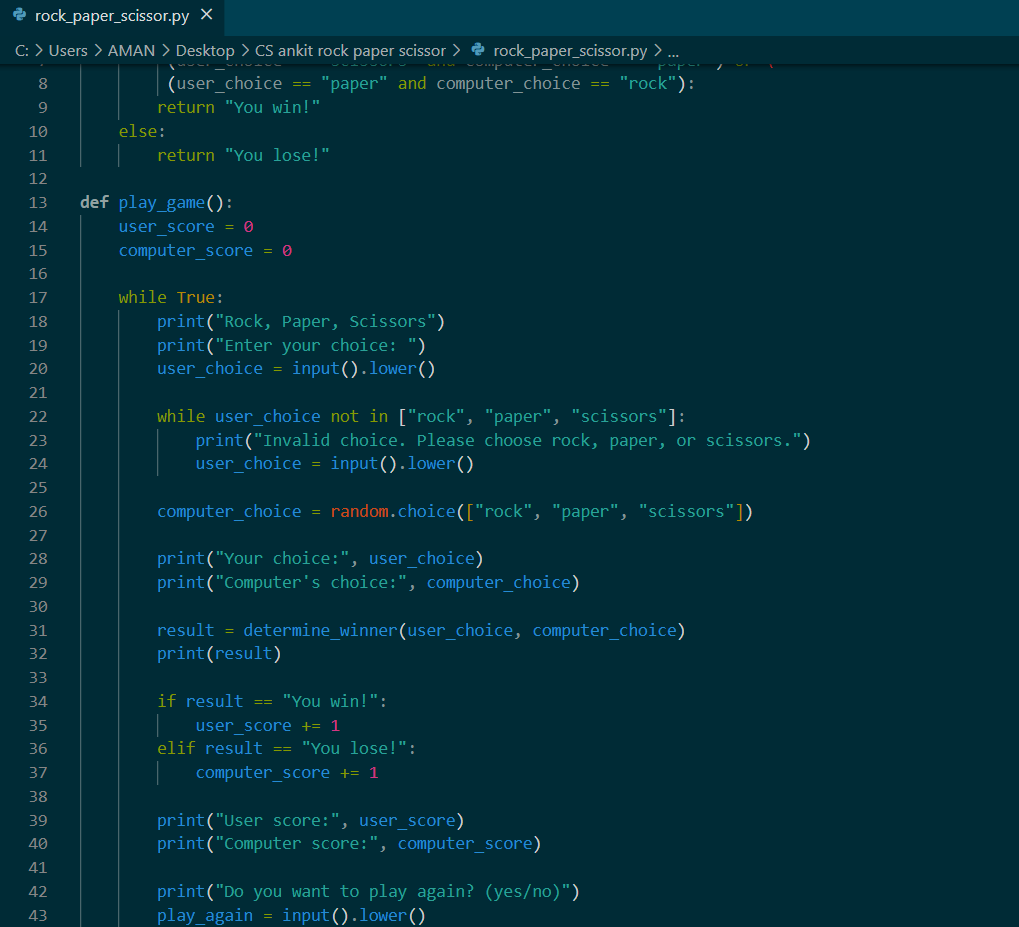 rock_paper_scissor.py ×
C: > Users > AMAN > Desktop > CS ankit rock paper scissor > rock_paper_scissor.py > ...
8 (user_choice == "paper" and computer_choice == "rock"):
9 return "You win!"
10 else:
11 return "You lose!"
12
13 def play_game():
14 user_score = 0
15 computer_score = 0
16
17 while True:
18 print("Rock, Paper, Scissors")
19 print("Enter your choice: ")
20 user_choice = input().lower()
21
22 while user_choice not in ["rock", "paper", "scissors"]:
23 print("Invalid choice. Please choose rock, paper, or scissors.")
24 user_choice = input().lower()
25
26 computer_choice = random.choice(["rock", "paper", "scissors"])
27
28 print("Your choice:", user_choice)
29 print("Computer's choice:", computer_choice)
30
31 result = determine_winner(user_choice, computer_choice)
32 print(result)
33
34 if result == "You win!":
35 user_score += 1
36 elif result == "You lose!":
37 computer_score += 1
38
39 print("User score:", user_score)
40 print("Computer score:", computer_score)
41
42 print("Do you want to play again? (yes/no)")
43 play_again = input().lower()